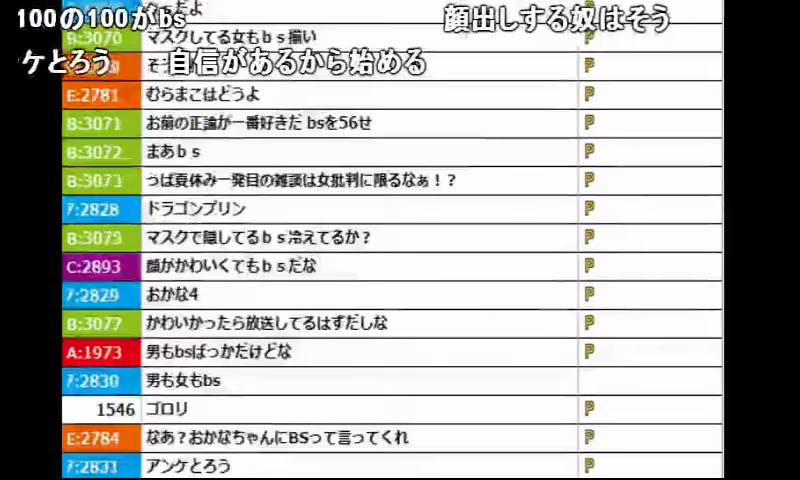 100の100がbs
顔出しする奴はそう
B:3070 マスクしてる女もｂｓ揃い P
ケとろう
自信があるから始める
E:2781 むらまこはどうよ P
B:3071 お前の正論が一番好きだ bsを56せ P
B:3072 まあｂｓ P
B:3073 うば夏休み一発目の雑談は女批判に限るなぁ！？ P
7:2828 ドラゴンプリン P
B:3075 マスクで隠してるｂｓ冷えてるか？ P
C:2893 顔がかわいくてもｂｓだな P
7:2829 おかな4 P
B:3077 かわいかったら放送してるはずだしな P
A:1973 男もbsばっかだけどな P
7:2830 男も女もbs
1546 ゴロリ P
E:2784 なあ？おかなちゃんにBSって言ってくれ P
7:2831 アンケとろう P